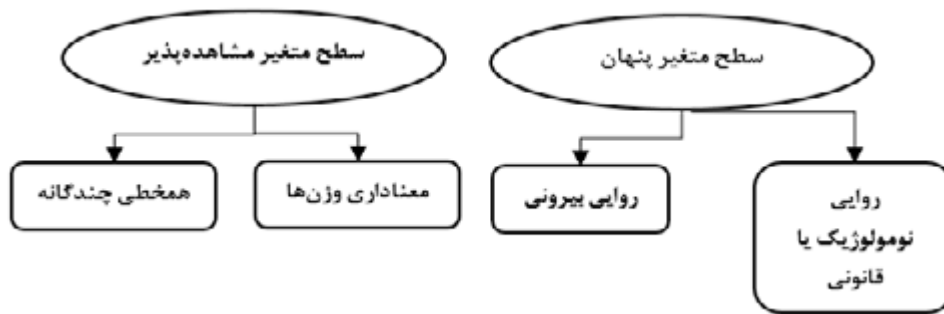 سطح متغیر پنهان
سطح متغیر مشاهده‌پذیر
روایی
نومولوژیک یا
قانونی
روایی بیرونی
معناداری وزن‌ها
همخطی چندگانه